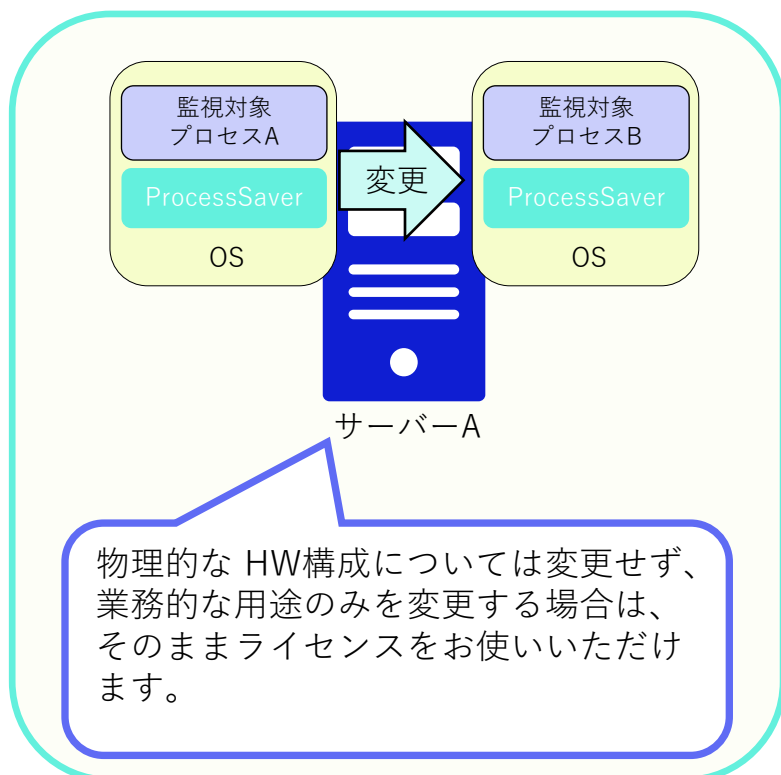 監視対象
プロセスA
ProcessSaver
OS
変更
監視対象
プロセスB
ProcessSaver
OS
サーバーA
物理的な HW構成については変更せず、
業務的な用途のみを変更する場合は、
そのままライセンスをお使いいただけ
ます。